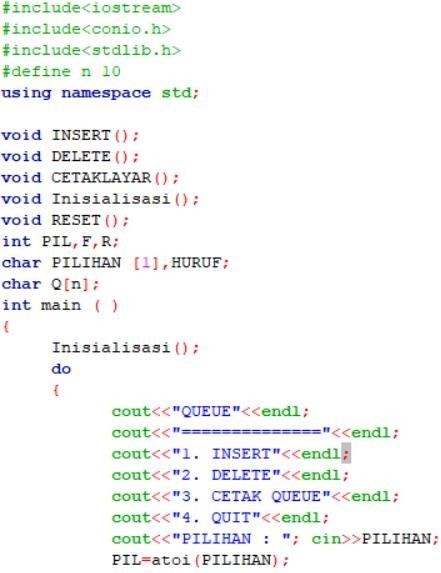 #include<iostream>
#include<conio.h>
#include<stdlib.h>
#define n 10
using namespace std;
void INSERT();
void DELETE();
void CETAKLAYAR();
void Inisialisasi();
void RESET();
int PIL,F,R;
char PILIHAN [1],HURUF;
char Q[n];
int main ( )
{
Inisialisasi();
do
{
cout<<"QUEUE"<<endl;
cout<<"=============="<<endl;
cout<<"1. INSERT"<<endl;
cout<<"2. DELETE"<<endl;
cout<<"3. CETAK QUEUE"<<endl;
cout<<"4. QUIT"<<endl;
cout<<"PILIHAN : "; cin>>PILIHAN;
PIL=atoi(PILIHAN);